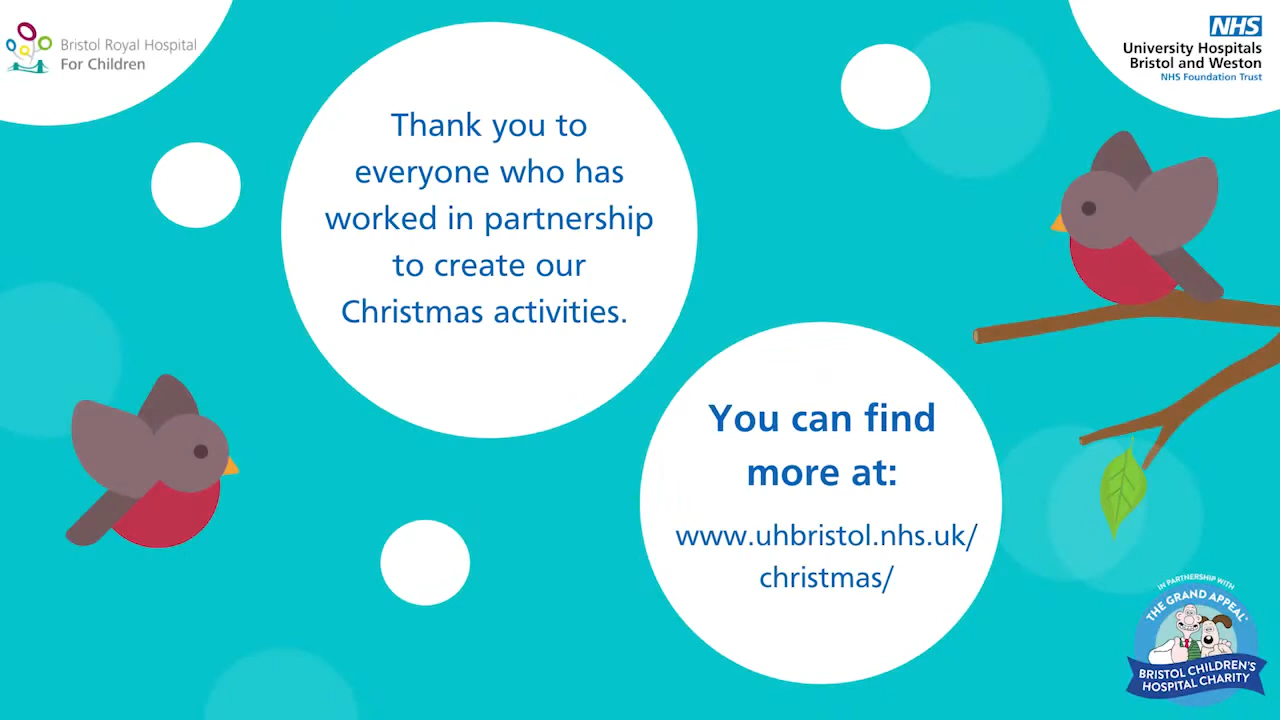 Bristol Royal Hospital
For Children
NHS
University Hospitals
Bristol and Weston
NHS Foundation Trust
Thank you to
everyone who has
worked in partnership
to create our
Christmas activities.
You can find
more at:
www.uhbristol.nhs.uk/
christmas/
IN PARTNERSHIP WITH
THE GRAND APPEAL
BRISTOL CHILDREN'S
HOSPITAL CHARITY